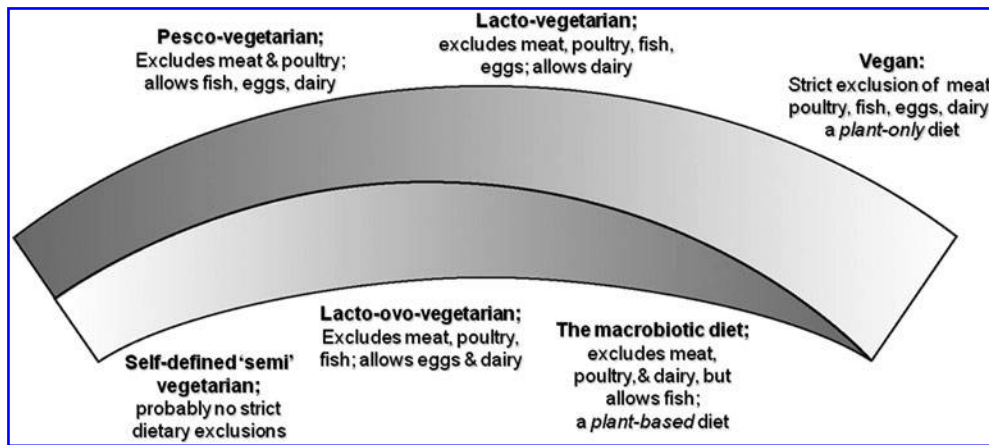 Pesco-vegetarian;
Excludes meat & poultry;
allows fish, eggs, dairy
Lacto-vegetarian;
excludes meat, poultry, fish,
eggs; allows dairy
Vegan:
Strict exclusion of meat
poultry, fish, eggs, dairy
a plant-only diet
Self-defined ‘semi’
vegetarian;
probably no strict
dietary exclusions
Lacto-ovo-vegetarian;
Excludes meat, poultry,
fish; allows eggs & dairy
The macrobiotic diet;
excludes meat,
poultry, & dairy, but
allows fish;
a plant-based diet